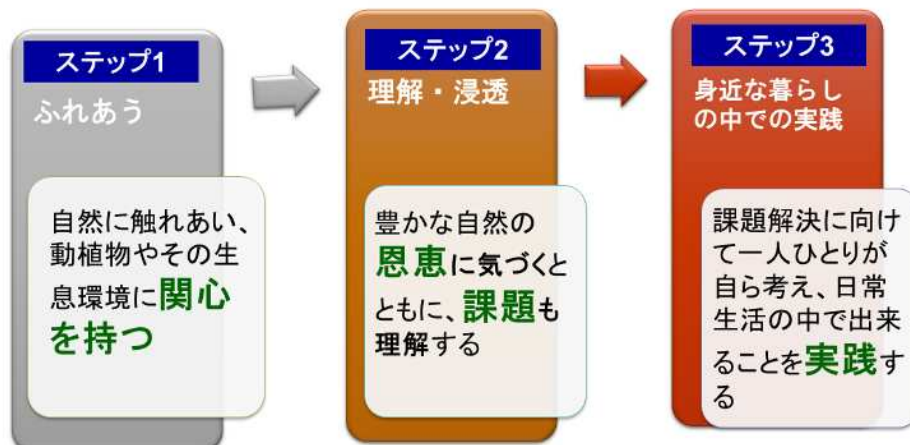 ステップ1
ふれあう
自然に触れあい、
動植物やその生
息環境に関心
を持つ
ステップ2
理解・浸透
豊かな自然の
恩恵に気づくと
ともに、課題も
理解する
ステップ3
身近な暮らし
の中での実践
課題解決に向け
て一人ひとりが
自ら考え、日常
生活の中で出来
ることを実践す
る